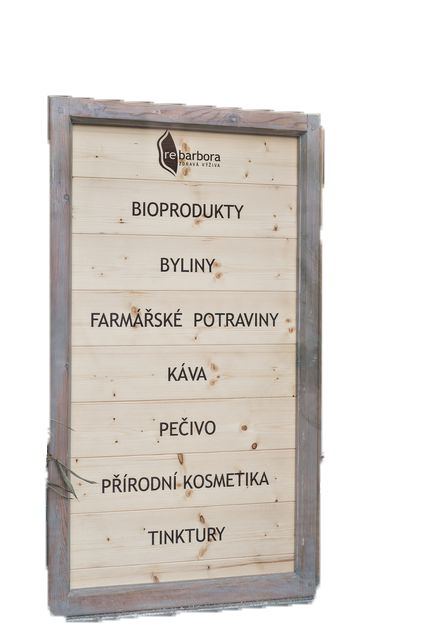 rebarbora
ZDRAVÁ VÝŽIVA
BIOPRODUKTY
BYLINY
FARMÁŘSKÉ POTRAVINY
KÁVA
PEČIVO
PŘÍRODNÍ KOSMETIKA
TINKTURY